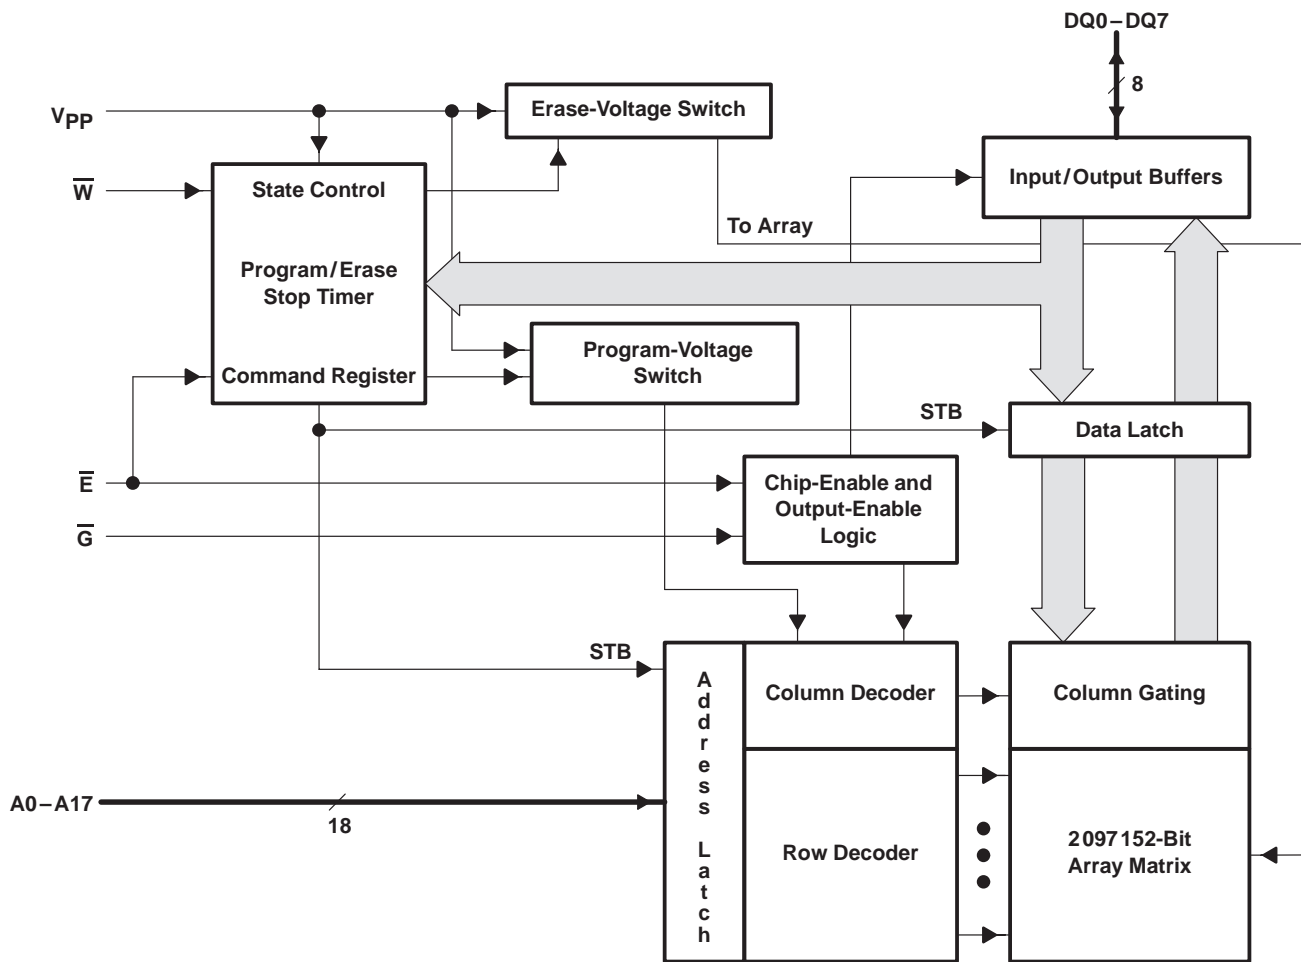 DQ0–DQ7
8
VPP
Erase-Voltage Switch
W̅
State Control
Input/Output Buffers
To Array
Program/Erase
Stop Timer
Program-Voltage
Switch
Command Register
STB
Data Latch
E̅
Chip-Enable and
Output-Enable
Logic
G̅
STB
Address Latch
Column Decoder
Column Gating
A0–A17
18
Row Decoder
2097152-Bit
Array Matrix